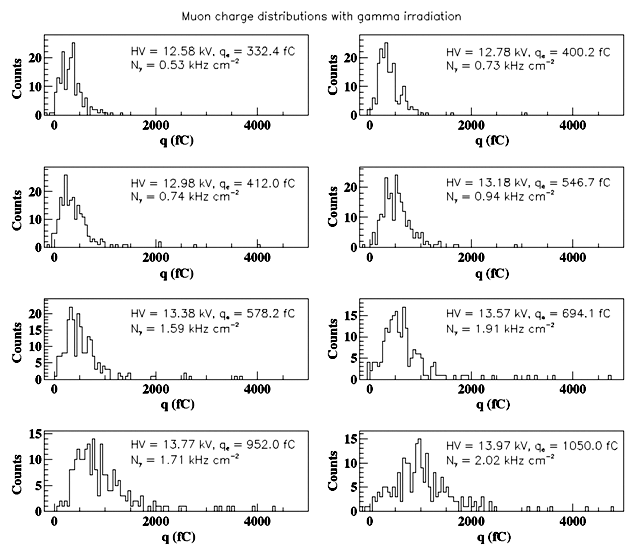 Muon charge distributions with gamma irradiation
HV = 12.58 kV, qₑ = 332.4 fC
Nᵧ = 0.53 kHz cm⁻²
Counts
20
10
0
0 2000 4000
q (fC)
HV = 12.78 kV, qₑ = 400.2 fC
Nᵧ = 0.73 kHz cm⁻²
Counts
20
10
0
0 2000 4000
q (fC)
HV = 12.98 kV, qₑ = 412.0 fC
Nᵧ = 0.74 kHz cm⁻²
Counts
20
10
0
0 2000 4000
q (fC)
HV = 13.18 kV, qₑ = 546.7 fC
Nᵧ = 0.94 kHz cm⁻²
Counts
20
10
0
0 2000 4000
q (fC)
HV = 13.38 kV, qₑ = 578.2 fC
Nᵧ = 1.59 kHz cm⁻²
Counts
20
15
10
5
0
0 2000 4000
q (fC)
HV = 13.57 kV, qₑ = 694.1 fC
Nᵧ = 1.91 kHz cm⁻²
Counts
15
10
5
0
0 2000 4000
q (fC)
HV = 13.77 kV, qₑ = 952.0 fC
Nᵧ = 1.71 kHz cm⁻²
Counts
15
10
5
0
0 2000 4000
q (fC)
HV = 13.97 kV, qₑ = 1050.0 fC
Nᵧ = 2.02 kHz cm⁻²
Counts
15
10
5
0
0 2000 4000
q (fC)